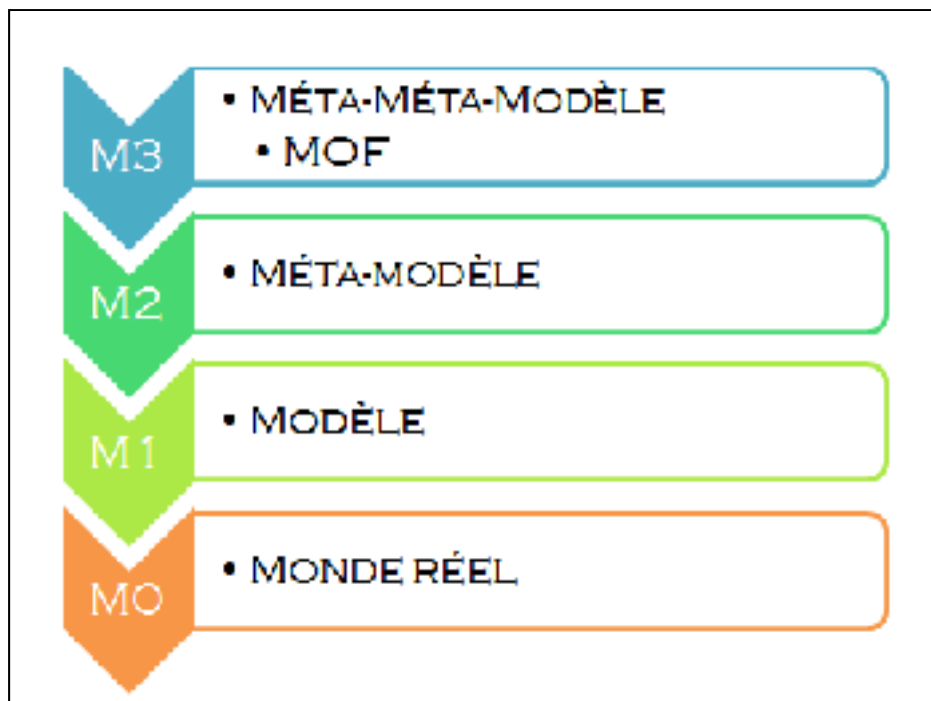 M3
• MÉTA-MÉTA-MODÈLE
• MOF
M2
• MÉTA-MODÈLE
M1
• MODÈLE
M0
• MONDE RÉEL